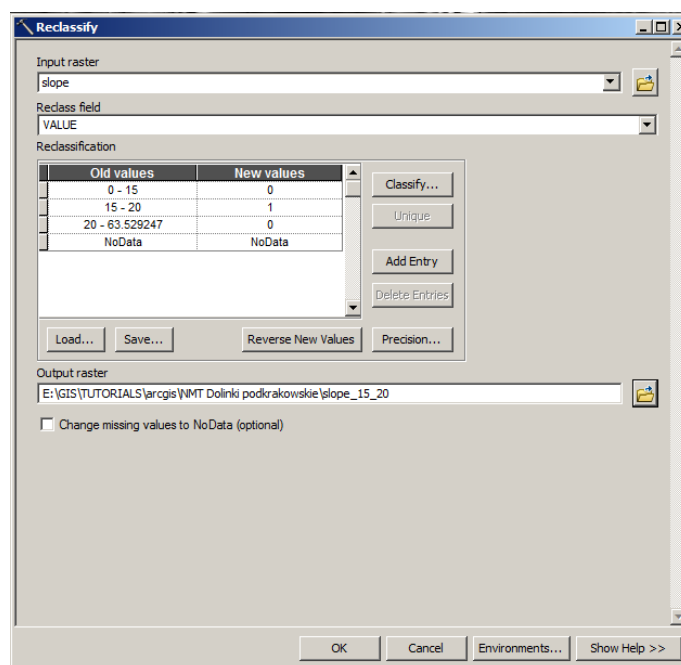 Reclassify
Input raster
slope
Reclass field
VALUE
Reclassification
Old values New values
0 - 15 0
15 - 20 1
20 - 63.529247 0
NoData NoData
Classify...
Unique
Add Entry
Delete Entries
Load... Save... Reverse New Values Precision...
Output raster
E:\GIS\TUTORIALS\arcgis\NMT Dolinki podkrakowskie\slope_15_20
Change missing values to NoData (optional)
OK Cancel Environments... Show Help >>